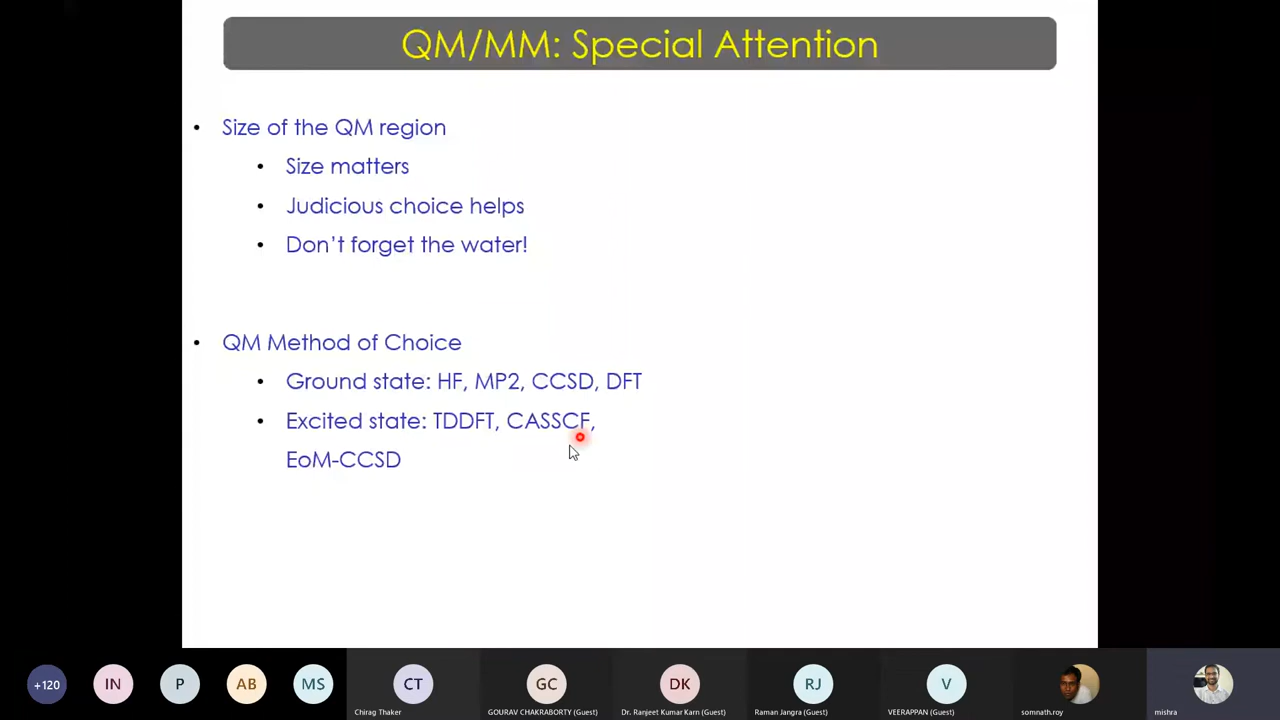 QM/MM: Special Attention
• Size of the QM region
• Size matters
• Judicious choice helps
• Don't forget the water!
• QM Method of Choice
• Ground state: HF, MP2, CCSD, DFT
• Excited state: TDDFT, CASSCF,
EoM-CCSD
+120
IN
P
AB
MS
CT
GC
DK
RJ
V
Chirag Thaker
GOURAV CHAKRABORTY (Guest)
Dr. Ranjeet Kumar Karn (Guest)
Raman Jangra (Guest)
VEERAPPAN (Guest)
somnath.roy
mishra